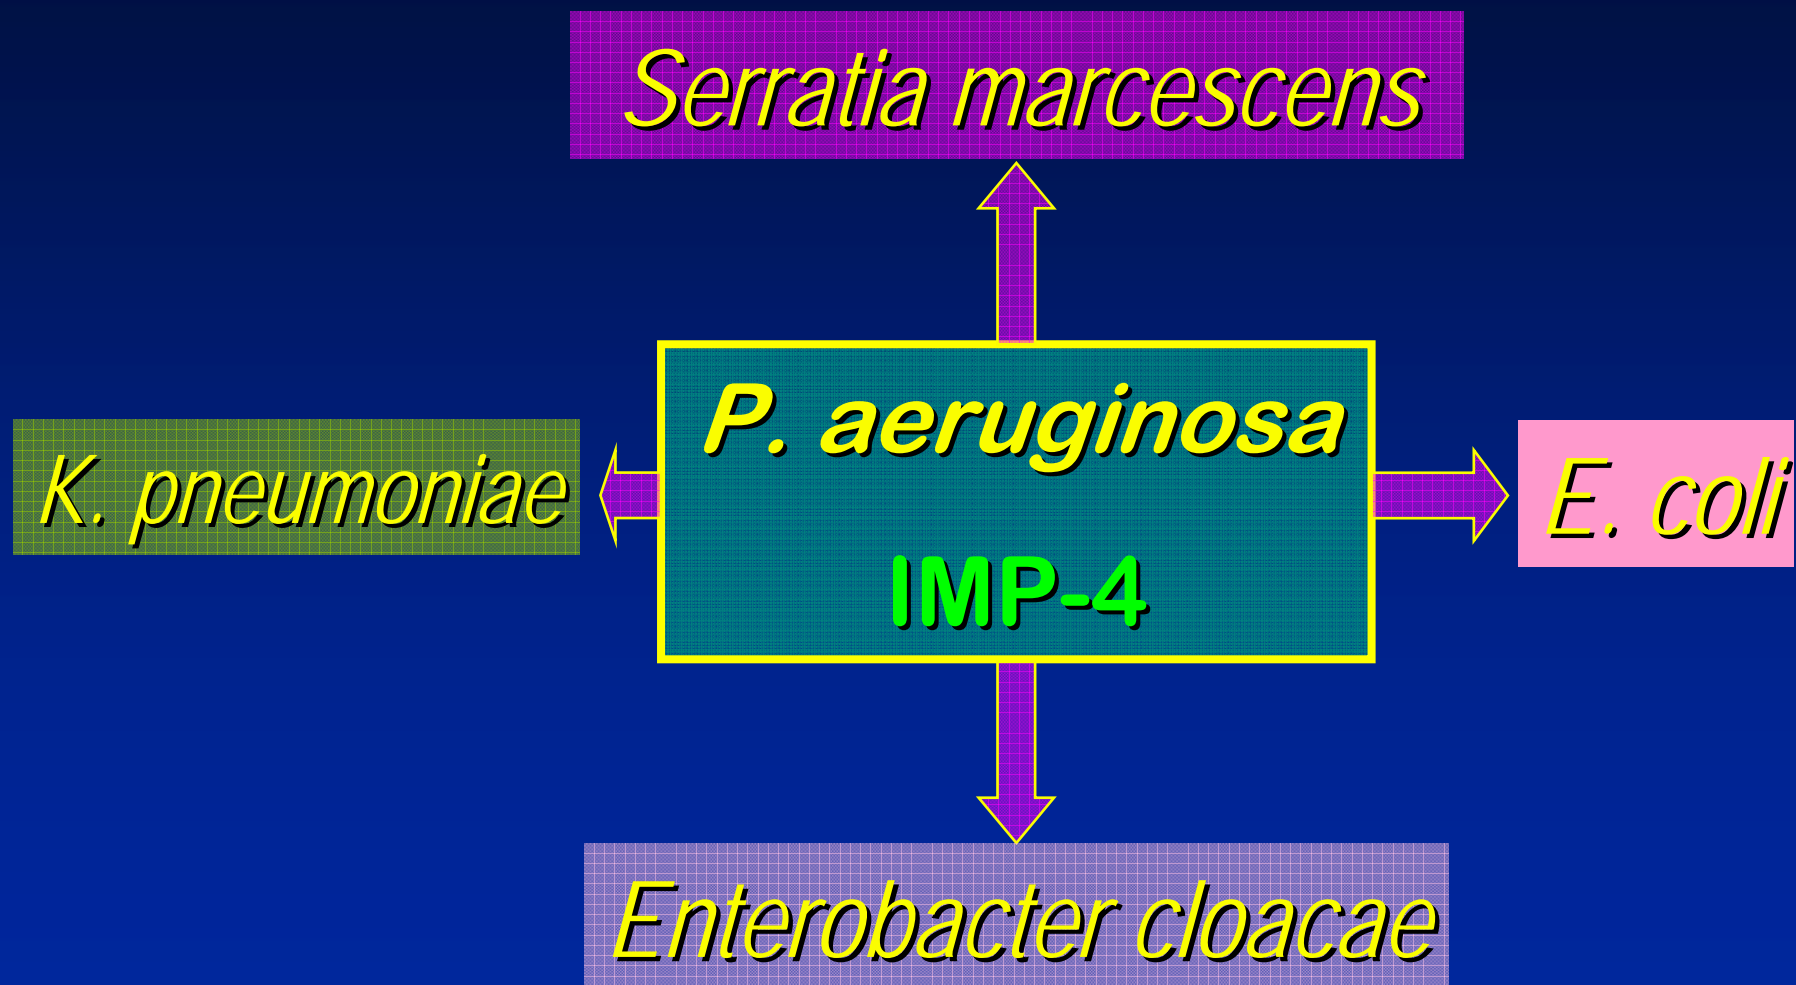 Serratia marcescens
P. aeruginosa
K. pneumoniae
E. coli
IMP-4
Enterobacter cloacae